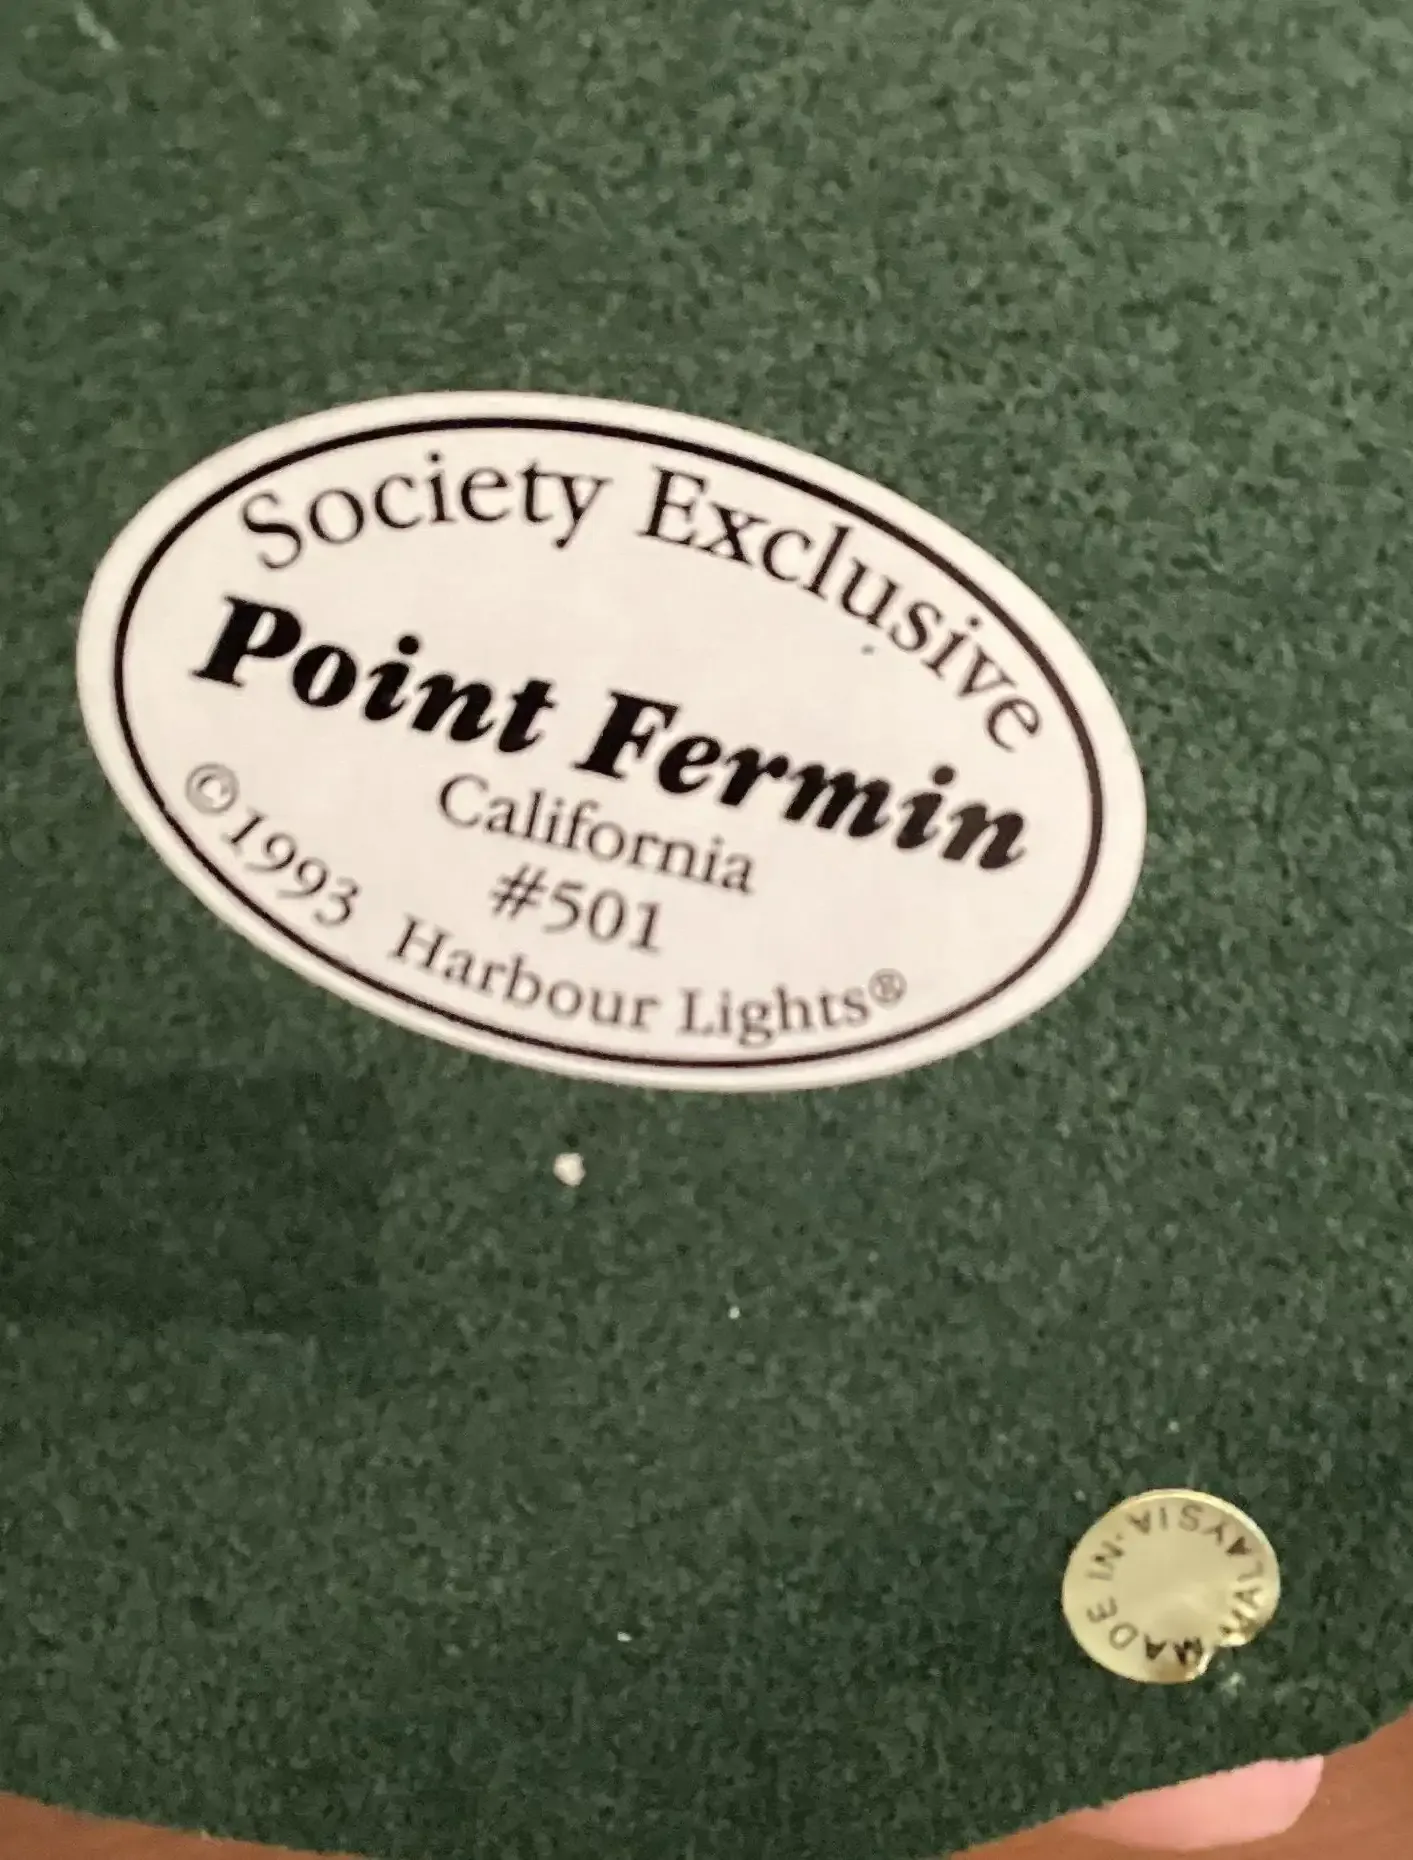 Society Exclusive
Point Fermin
California
#501
©1993 Harbour Lights®
MADE IN MALAYSIA